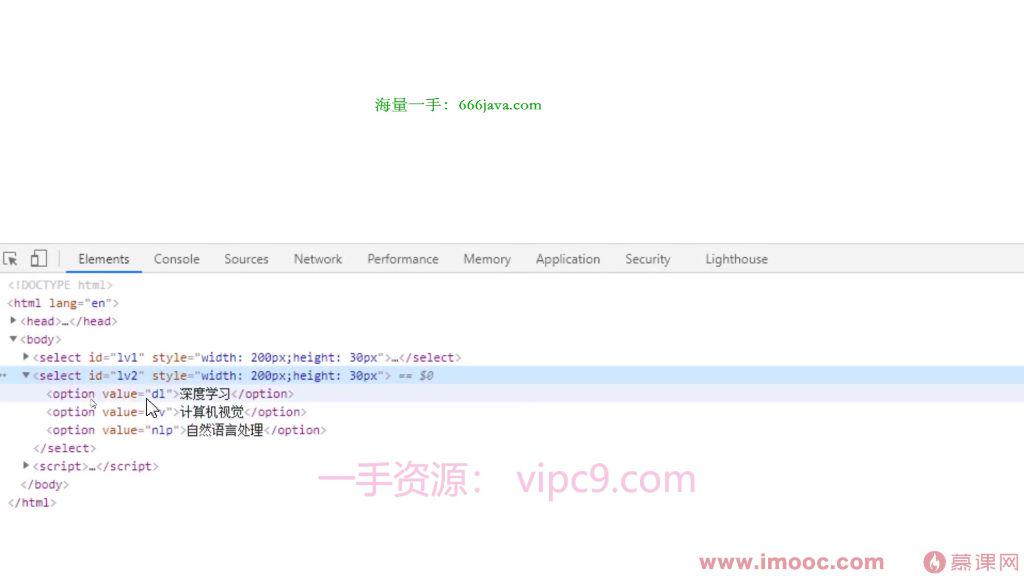 海量一手：666java.com
Elements Console Sources Network Performance Memory Application Security Lighthouse
<!DOCTYPE html>
<html lang="en">
<head>…</head>
<body>
<select id="lv1" style="width: 200px;height: 30px">…</select>
<select id="lv2" style="width: 200px;height: 30px"> == $0
<option value="dl">深度学习</option>
<option value="v">计算机视觉</option>
<option value="nlp">自然语言处理</option>
</select>
<script>…</script>
一手资源： vipc9.com
</body>
</html>
www.imooc.com 慕课网